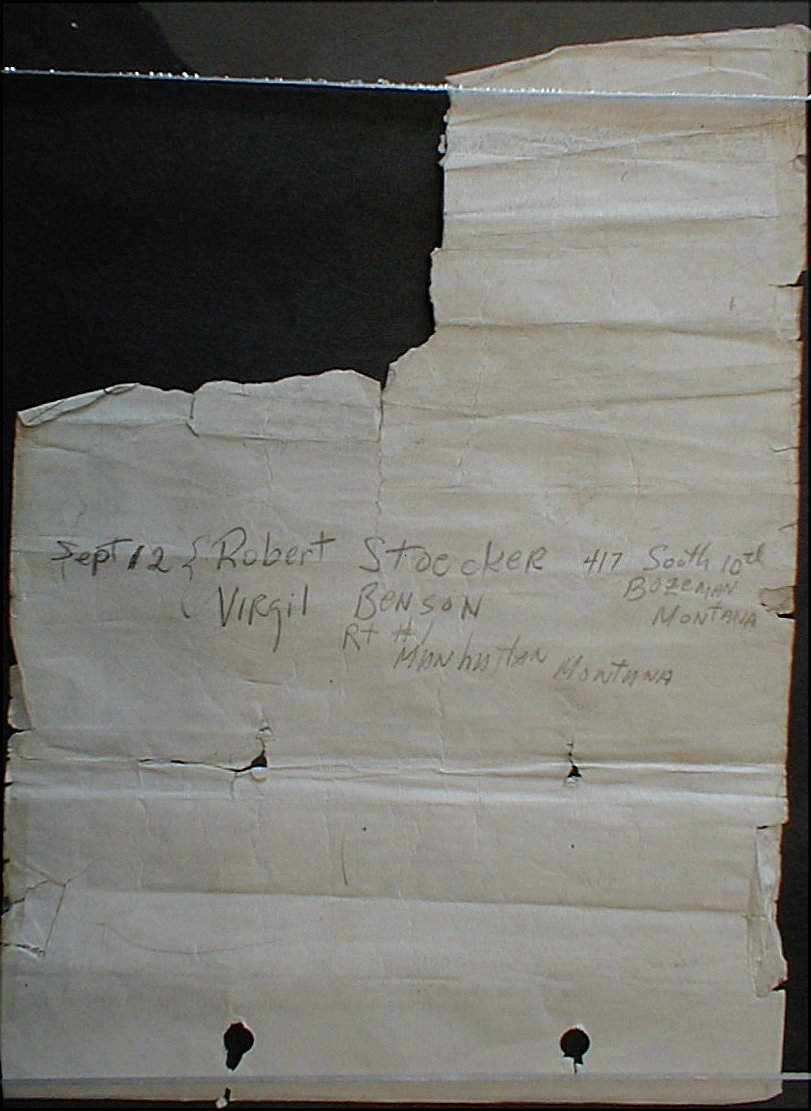 Sept 12 { Robert Stoecker 417 South 10th
Bozeman
Virgil Benson
Montana
Rt #1
Manhattan Montana